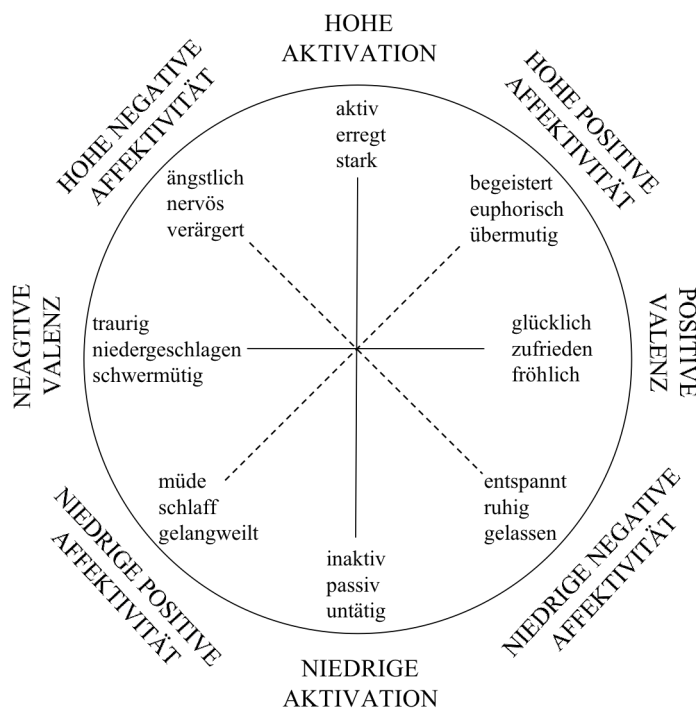 HOHE
AKTIVATION
HOHE NEGATIVE
AFFEKTIVITÄT
HOHE POSITIVE
AFFEKTIVITÄT
aktiv
erregt
stark
ängstlich
nervös
verärgert
begeistert
euphorisch
übermutig
NEAGTIVE
VALENZ
traurig
niedergeschlagen
schwermütig
glücklich
zufrieden
fröhlich
POSITIVE
VALENZ
müde
schlaff
gelangweilt
entspannt
ruhig
gelassen
inaktiv
passiv
untätig
NIEDRIGE POSITIVE
AFFEKTIVITÄT
NIEDRIGE NEGATIVE
AFFEKTIVITÄT
NIEDRIGE
AKTIVATION